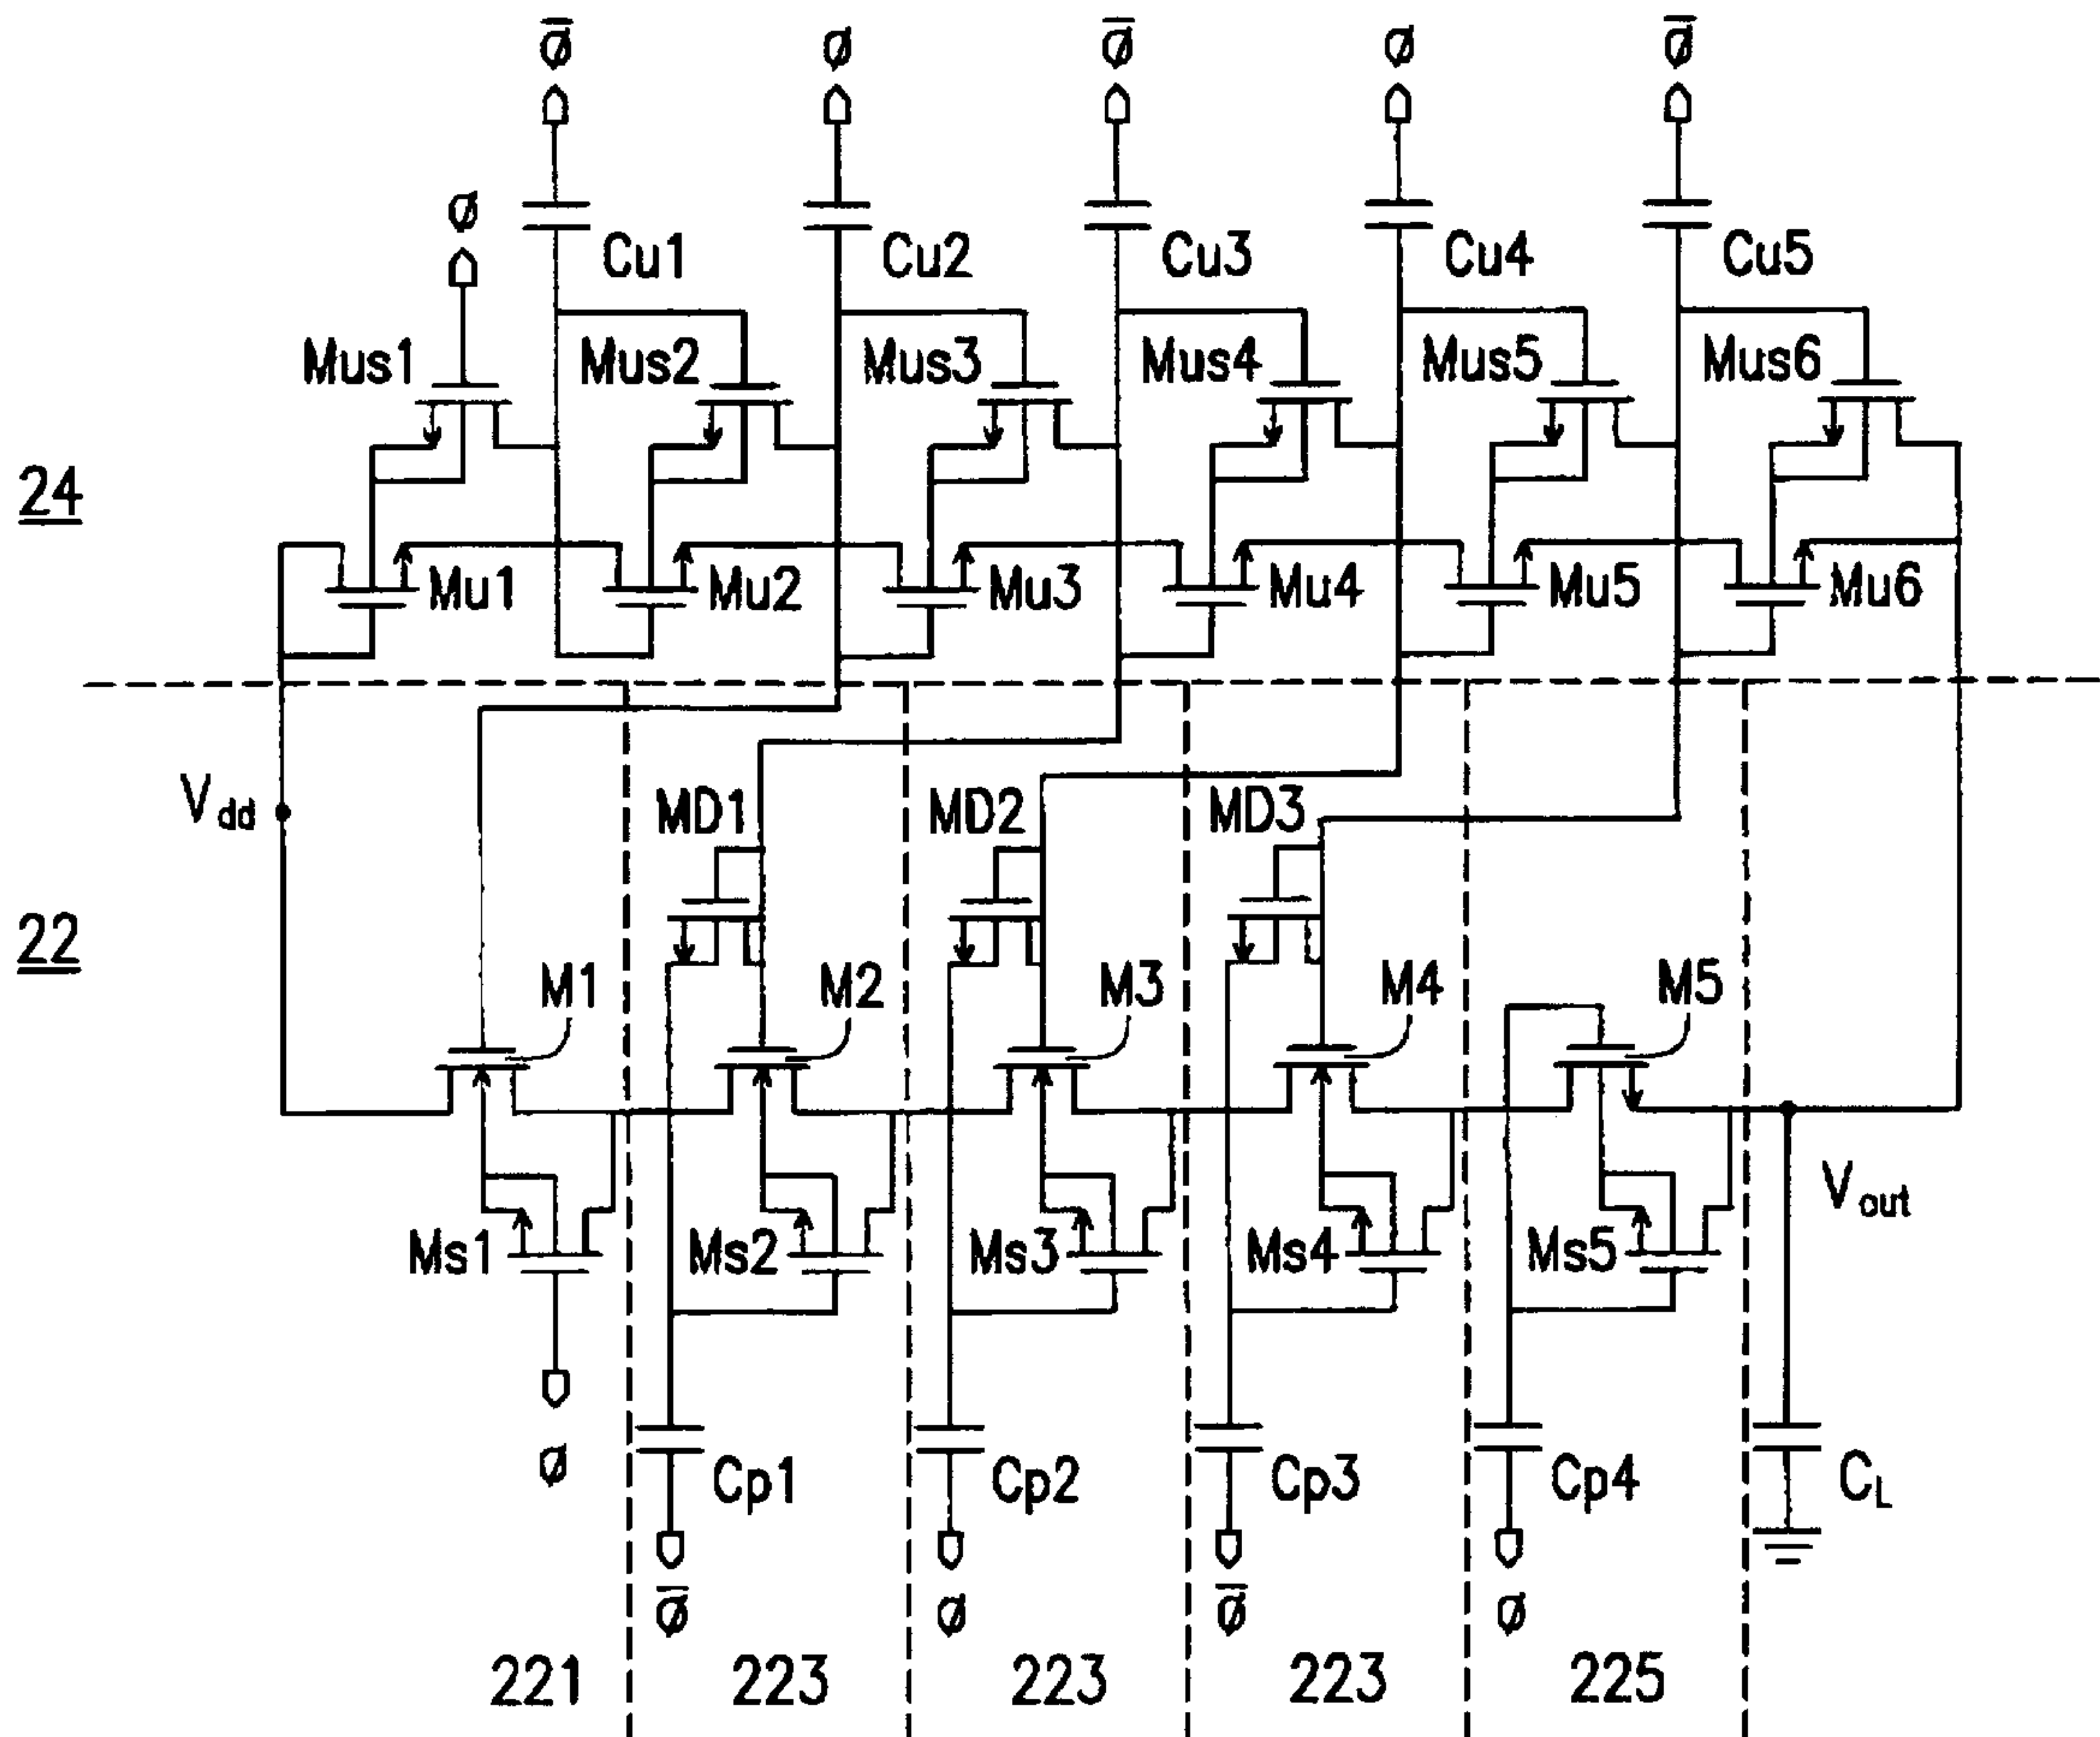 ø̄ ø ø̄ ø ø̄
ø
Cu1 Cu2 Cu3 Cu4 Cu5
Mus1 Mus2 Mus3 Mus4 Mus5 Mus6
24
Mu1 Mu2 Mu3 Mu4 Mu5 Mu6
Vdd
MD1 MD2 MD3
22
M1 M2 M3 M4 M5
Vout
Ms1 Ms2 Ms3 Ms4 Ms5
ø
Cp1 Cp2 Cp3 Cp4 CL
ø̄ ø ø̄ ø
221 223 223 223 225